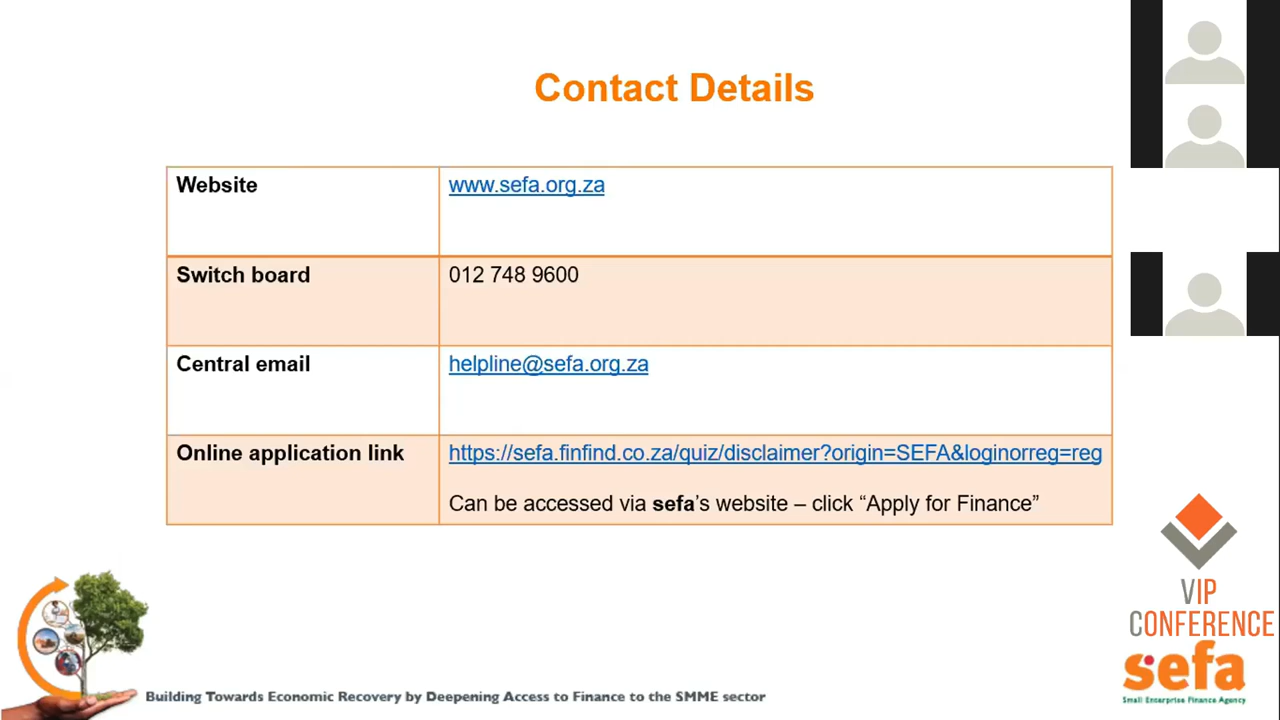 Contact Details
Website
www.sefa.org.za
Switch board
012 748 9600
Central email
helpline@sefa.org.za
Online application link
https://sefa.finfind.co.za/quiz/disclaimer?origin=SEFA&loginorreg=reg
Can be accessed via sefa’s website – click “Apply for Finance”
VIP
CONFERENCE
sefa
Small Enterprise Finance Agency
Building Towards Economic Recovery by Deepening Access to Finance to the SMME sector